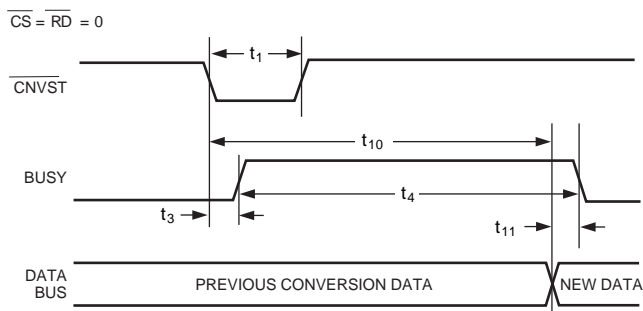 CS = RD = 0
t1
CNVST
t10
BUSY
t4
t3
t11
DATA BUS
PREVIOUS CONVERSION DATA
NEW DATA